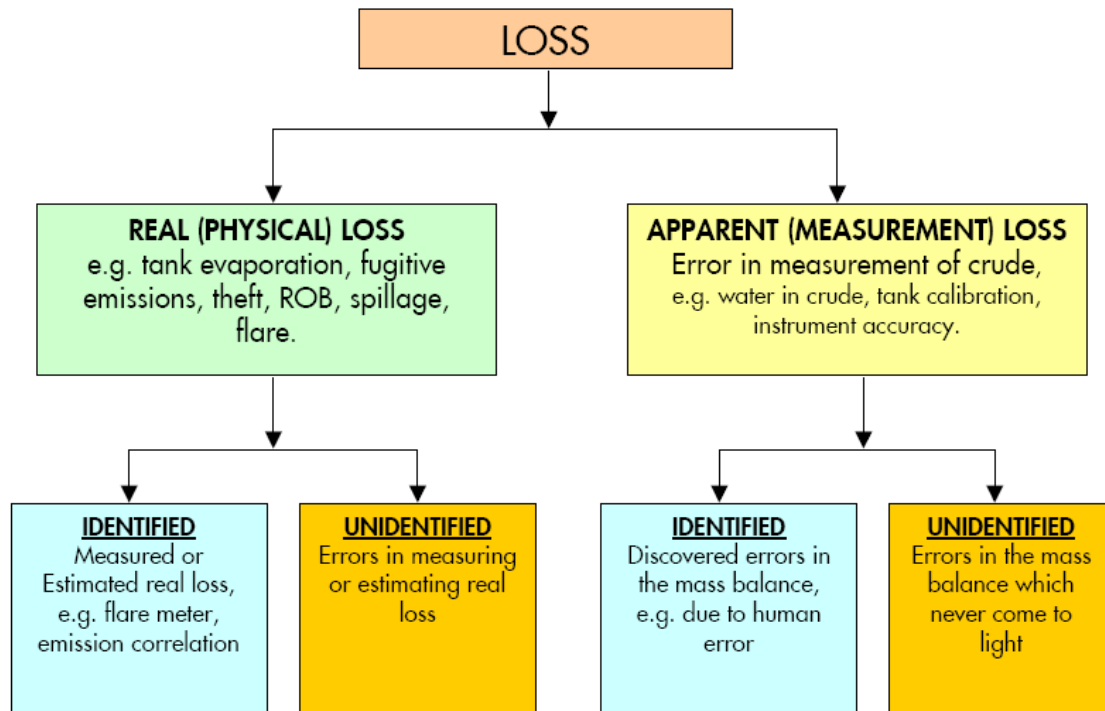 LOSS
REAL (PHYSICAL) LOSS
e.g. tank evaporation, fugitive
emissions, theft, ROB, spillage,
flare.
APPARENT (MEASUREMENT) LOSS
Error in measurement of crude,
e.g. water in crude, tank calibration,
instrument accuracy.
IDENTIFIED
Measured or
Estimated real loss,
e.g. flare meter,
emission correlation
UNIDENTIFIED
Errors in measuring
or estimating real
loss
IDENTIFIED
Discovered errors in
the mass balance,
e.g. due to human
error
UNIDENTIFIED
Errors in the mass
balance which
never come to
light